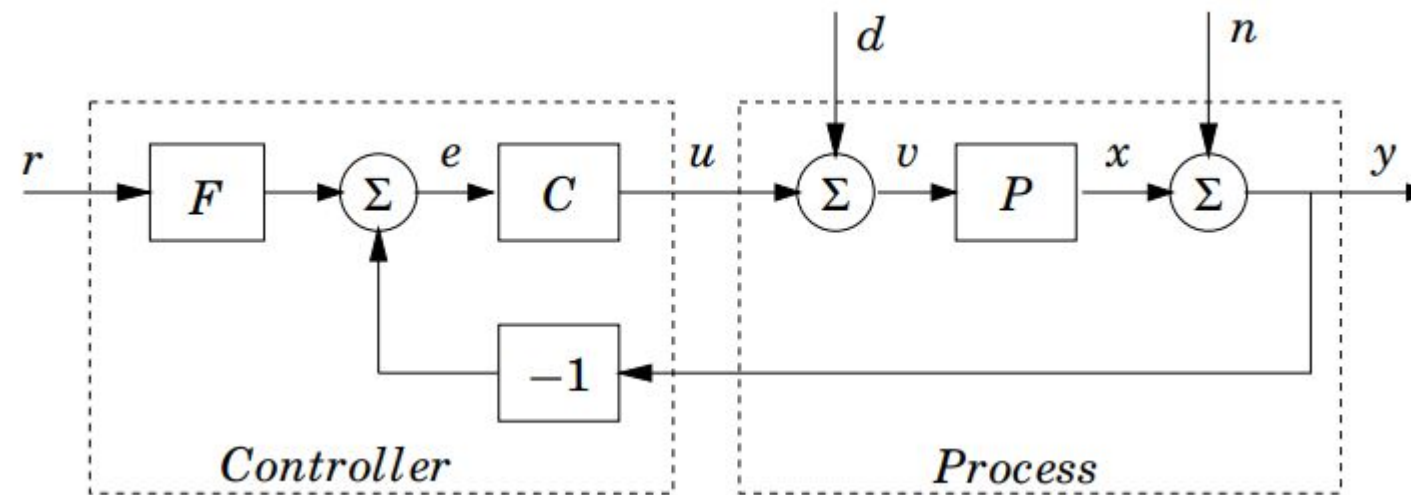 d n
r F Σ e C u Σ v P x Σ y
−1
Controller Process